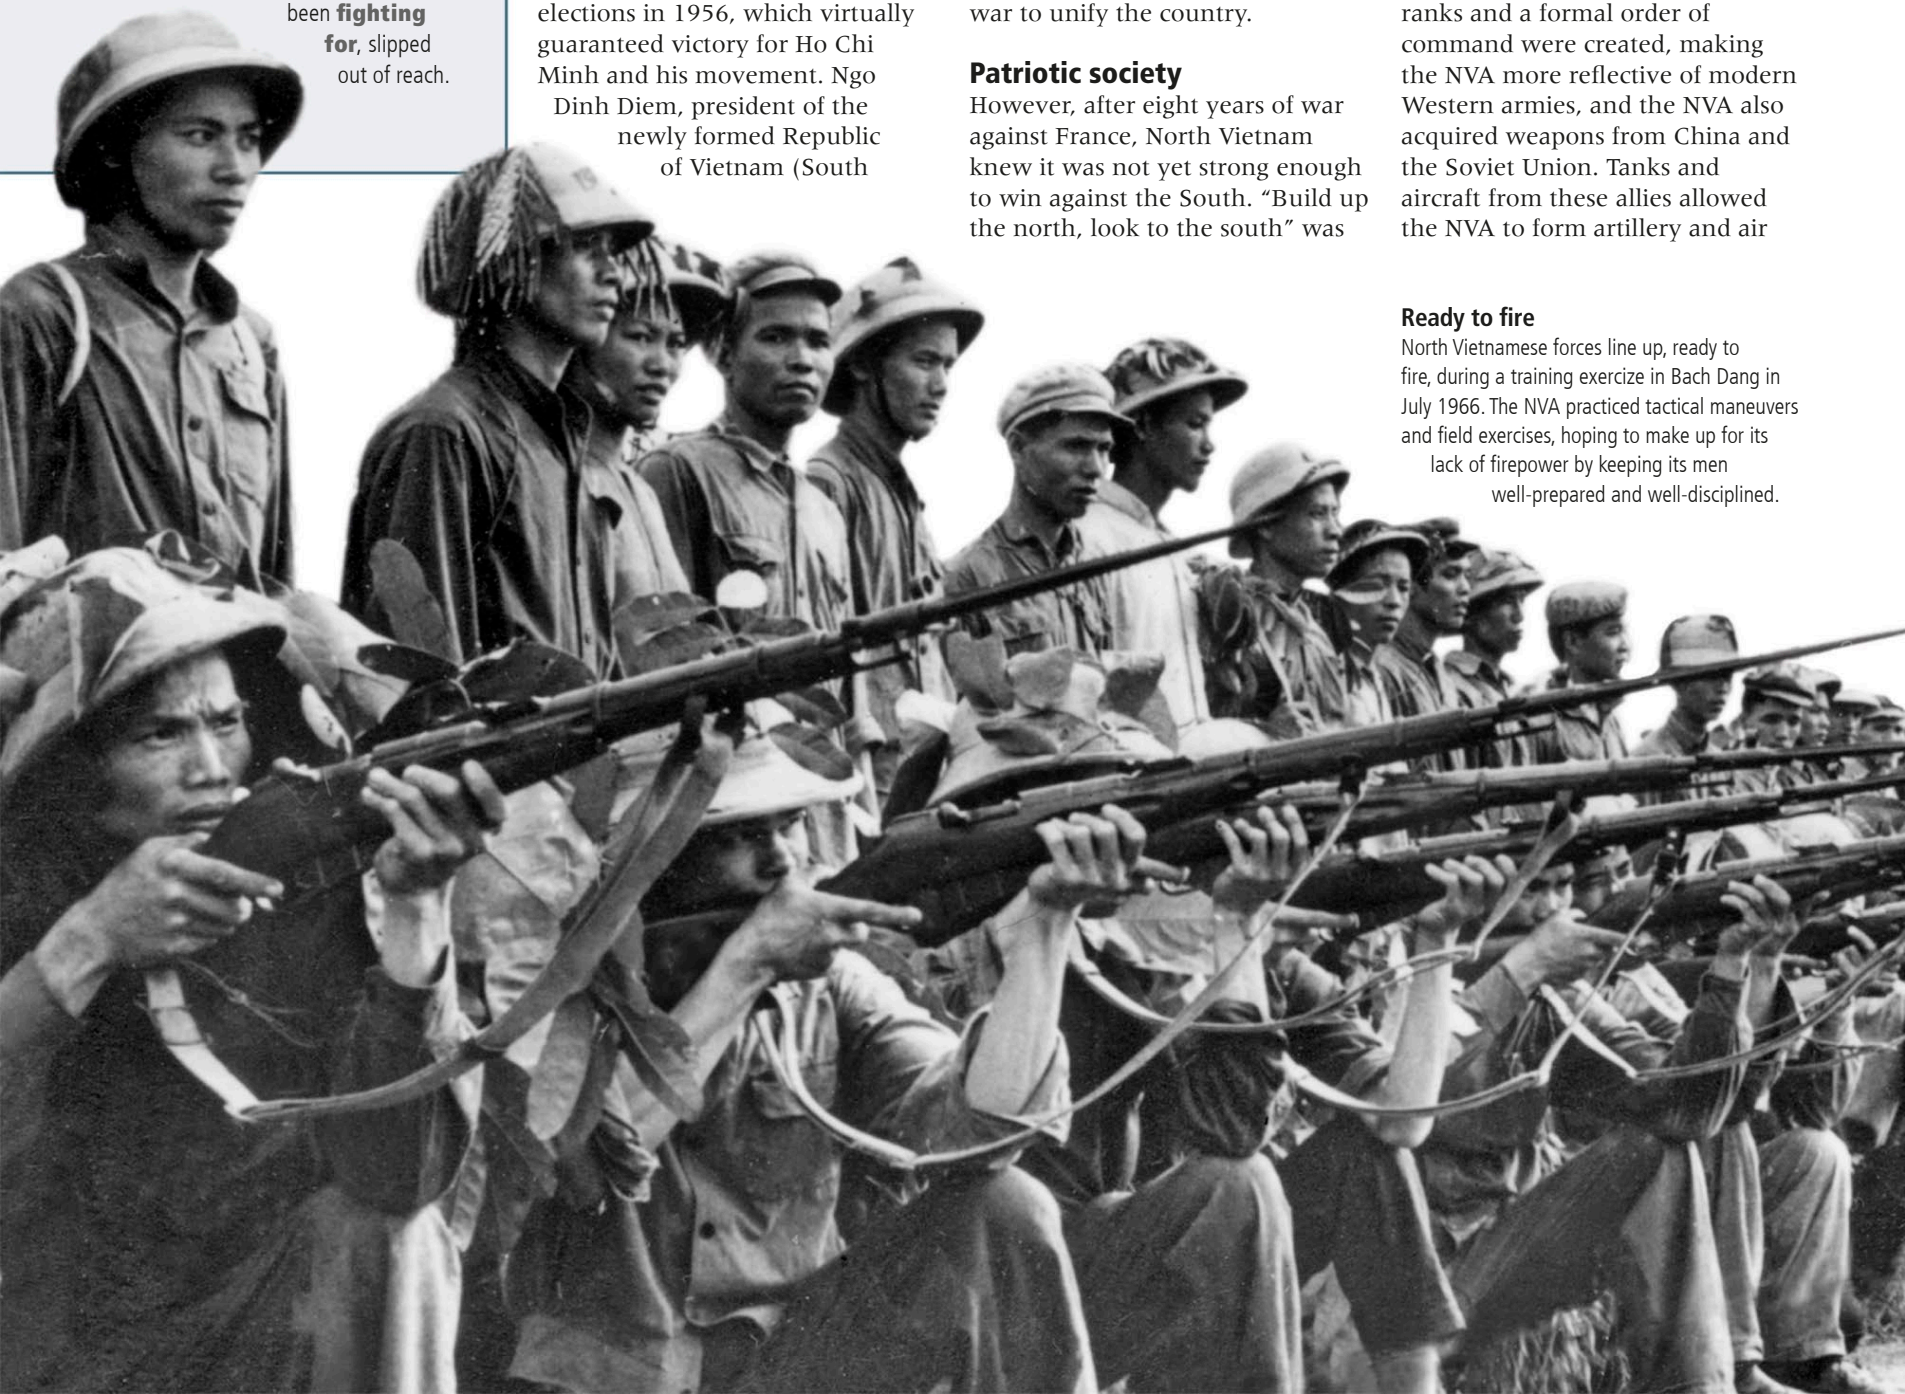 been fighting
for, slipped
out of reach.
elections in 1956, which virtually
guaranteed victory for Ho Chi
Minh and his movement. Ngo
Dinh Diem, president of the
newly formed Republic
of Vietnam (South
war to unify the country.
Patriotic society
However, after eight years of war
against France, North Vietnam
knew it was not yet strong enough
to win against the South. “Build up
the north, look to the south” was
ranks and a formal order of
command were created, making
the NVA more reflective of modern
Western armies, and the NVA also
acquired weapons from China and
the Soviet Union. Tanks and
aircraft from these allies allowed
the NVA to form artillery and air
Ready to fire
North Vietnamese forces line up, ready to
fire, during a training exercize in Bach Dang in
July 1966. The NVA practiced tactical maneuvers
and field exercises, hoping to make up for its
lack of firepower by keeping its men
well-prepared and well-disciplined.